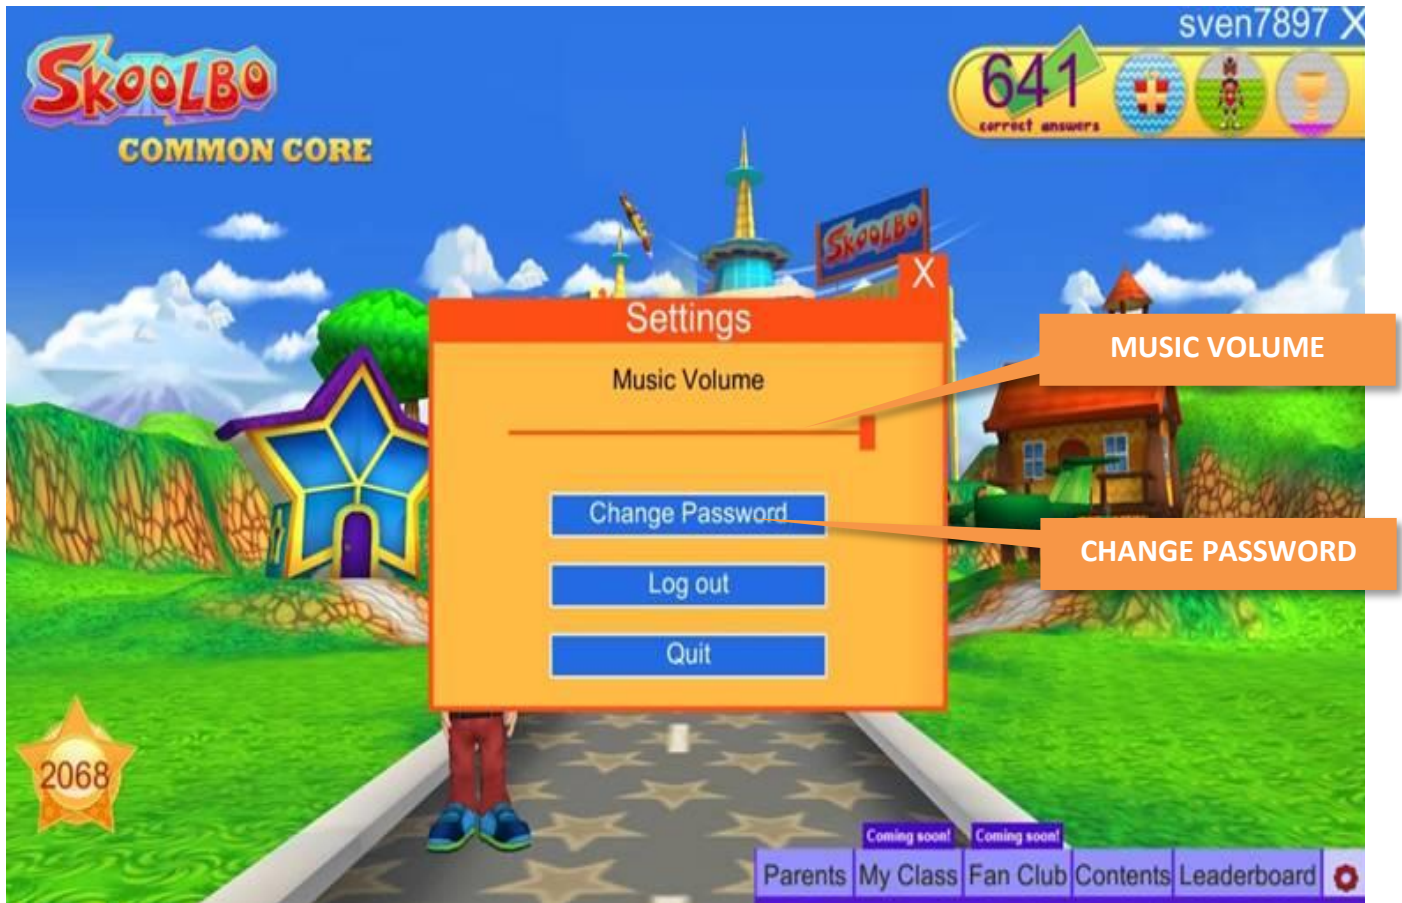 sven7897 X
SKOOLBO
COMMON CORE
641
correct answers
SKOOLBO
X
Settings
Music Volume
MUSIC VOLUME
Change Password
CHANGE PASSWORD
Log out
Quit
2068
Coming soon! Coming soon!
Parents My Class Fan Club Contents Leaderboard